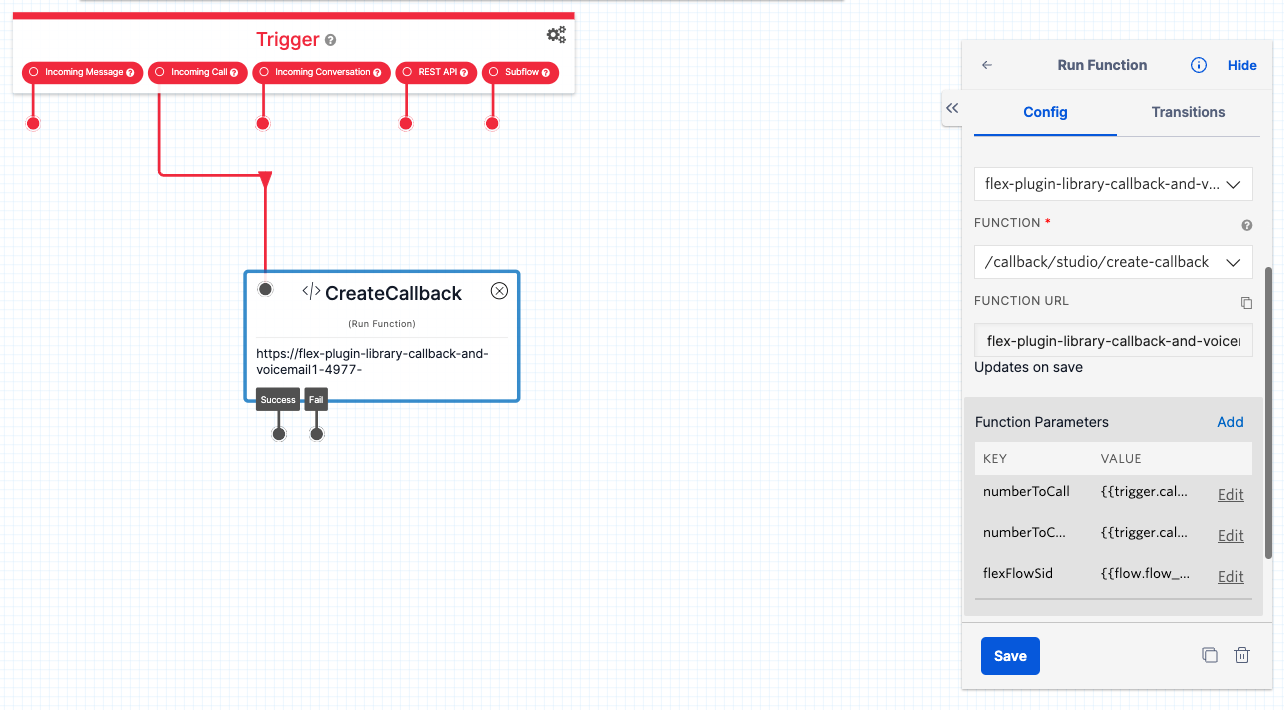 Trigger
Incoming Message
Incoming Call
Incoming Conversation
REST API
Subflow
</> CreateCallback
(Run Function)
https://flex-plugin-library-callback-and-
voicemail1-4977-
Success
Fail
Run Function
Hide
Config
Transitions
flex-plugin-library-callback-and-v...
FUNCTION *
/callback/studio/create-callback
FUNCTION URL
flex-plugin-library-callback-and-voice
Updates on save
Function Parameters
Add
KEY VALUE
numberToCall {{trigger.cal... Edit
numberToC... {{trigger.cal... Edit
flexFlowSid {{flow.flow_... Edit
Save